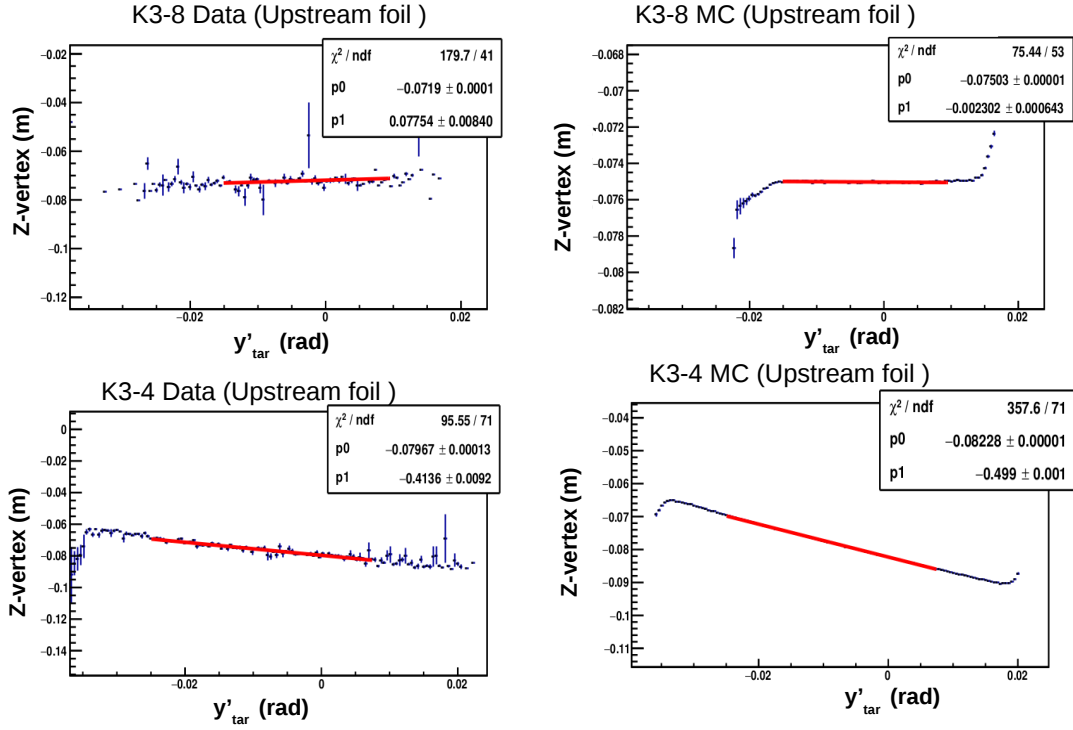 K3-8 Data (Upstream foil )
χ² / ndf 179.7 / 41
p0 −0.0719 ± 0.0001
p1 0.07754 ± 0.00840
−0.02
−0.04
−0.06
−0.08
−0.1
−0.12
Z-vertex (m)
−0.02 0 0.02
y'tar (rad)
K3-8 MC (Upstream foil )
χ² / ndf 75.44 / 53
p0 −0.07503 ± 0.00001
p1 −0.002302 ± 0.000643
−0.068
−0.07
−0.072
−0.074
−0.076
−0.078
−0.08
−0.082
Z-vertex (m)
−0.02 0 0.02
y'tar (rad)
K3-4 Data (Upstream foil )
χ² / ndf 95.55 / 71
p0 −0.07967 ± 0.00013
p1 −0.4136 ± 0.0092
0
−0.02
−0.04
−0.06
−0.08
−0.1
−0.12
−0.14
Z-vertex (m)
−0.02 0 0.02
y'tar (rad)
K3-4 MC (Upstream foil )
χ² / ndf 357.6 / 71
p0 −0.08228 ± 0.00001
p1 −0.499 ± 0.001
−0.04
−0.05
−0.06
−0.07
−0.08
−0.09
−0.1
−0.11
Z-vertex (m)
−0.02 0 0.02
y'tar (rad)